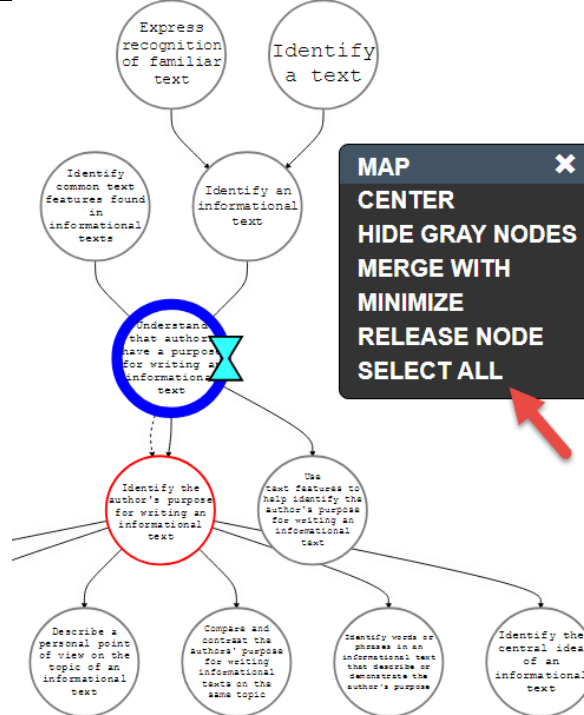 Express
recognition
of familiar
text
Identify
a text
Identify
common text
features found
in
informational
texts
Identify an
informational
text
MAP
CENTER
HIDE GRAY NODES
MERGE WITH
MINIMIZE
RELEASE NODE
SELECT ALL
Understand
that author
have a purpos
for writing a
informationa
text
Identify the
author's purpose
for writing an
informational
text
Use
text features to
help identify the
author's purpose
for writing an
informational
text
Describe a
personal point
of view on the
topic of an
informational
text
Compare and
contrast the
authors' purpose
for writing
informational
texts on the
same topic
Identify words or
phrases in an
informational text
that describe or
demonstrate the
author's purpose
Identify the
central idea
of an
informational
text